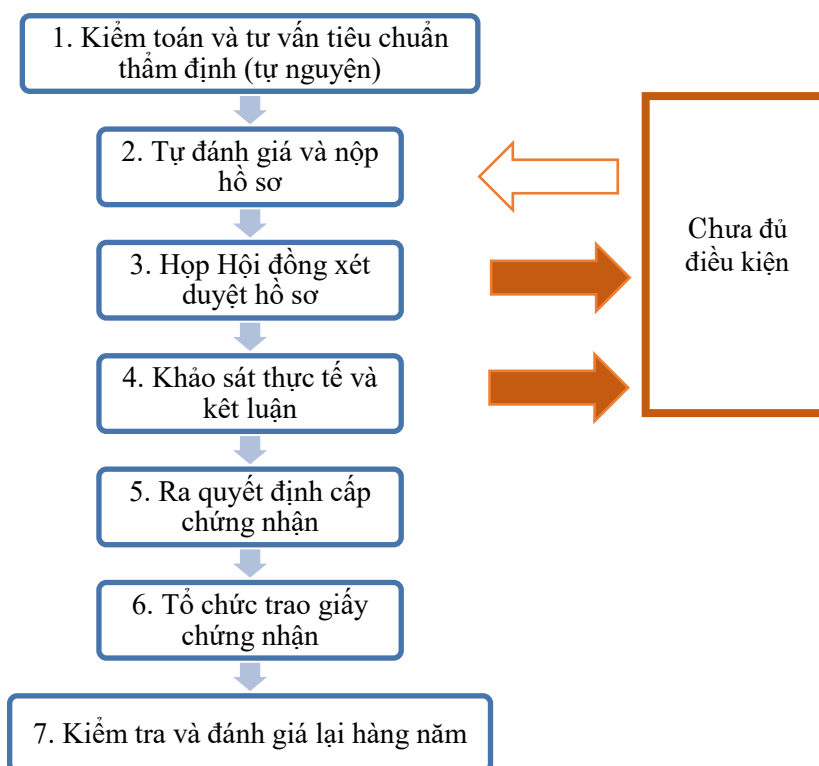 1. Kiểm toán và tư vấn tiêu chuẩn
thẩm định (tự nguyện)
2. Tự đánh giá và nộp
hồ sơ
3. Họp Hội đồng xét
duyệt hồ sơ
4. Khảo sát thực tế và
kêt luận
5. Ra quyết định cấp
chứng nhận
6. Tổ chức trao giấy
chứng nhận
7. Kiểm tra và đánh giá lại hàng năm
Chưa đủ
điều kiện